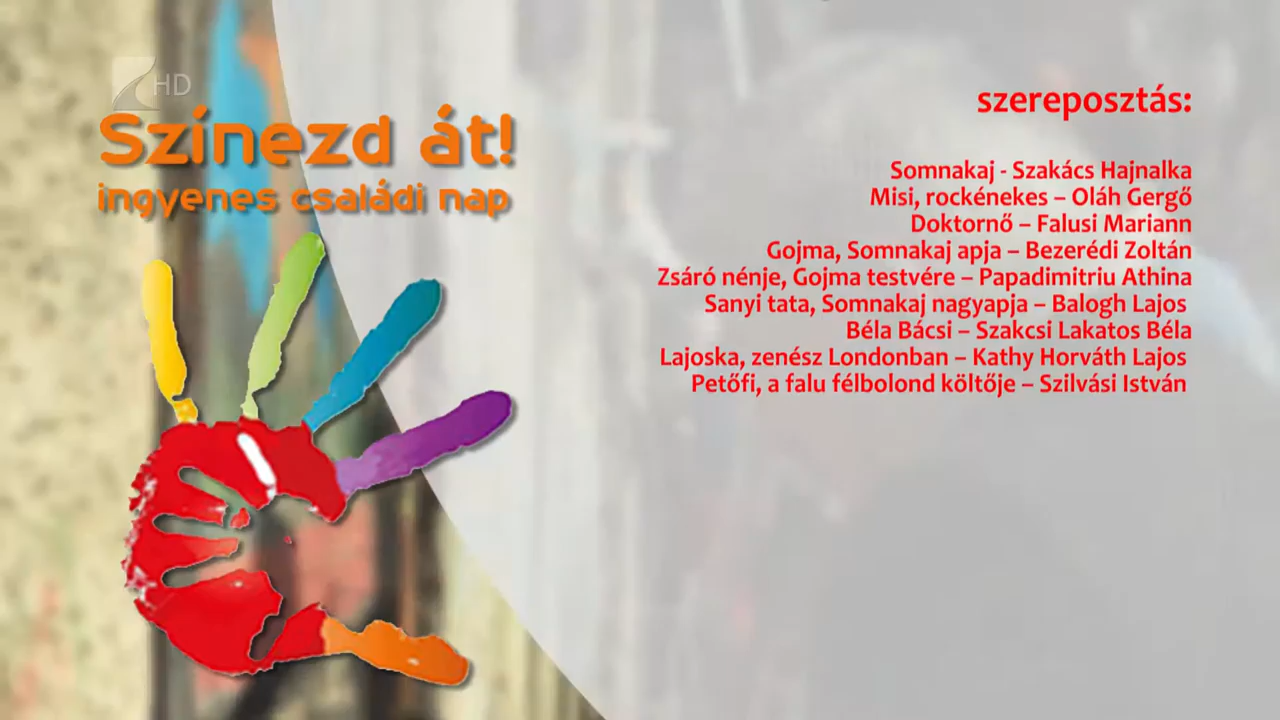 HD
Színezd át!
ingyenes családi nap
szereposztás:
Somnakaj - Szakács Hajnalka
Misi, rockénekes – Oláh Gergő
Doktornő – Falusi Mariann
Gojma, Somnakaj apja – Bezerédi Zoltán
Zsáró nénje, Gojma testvére – Papadimitriu Athina
Sanyi tata, Somnakaj nagyapja – Balogh Lajos
Béla Bácsi – Szakcsi Lakatos Béla
Lajoska, zenész Londonban – Kathy Horváth Lajos
Petőfi, a falu félbolond költője – Szilvási István